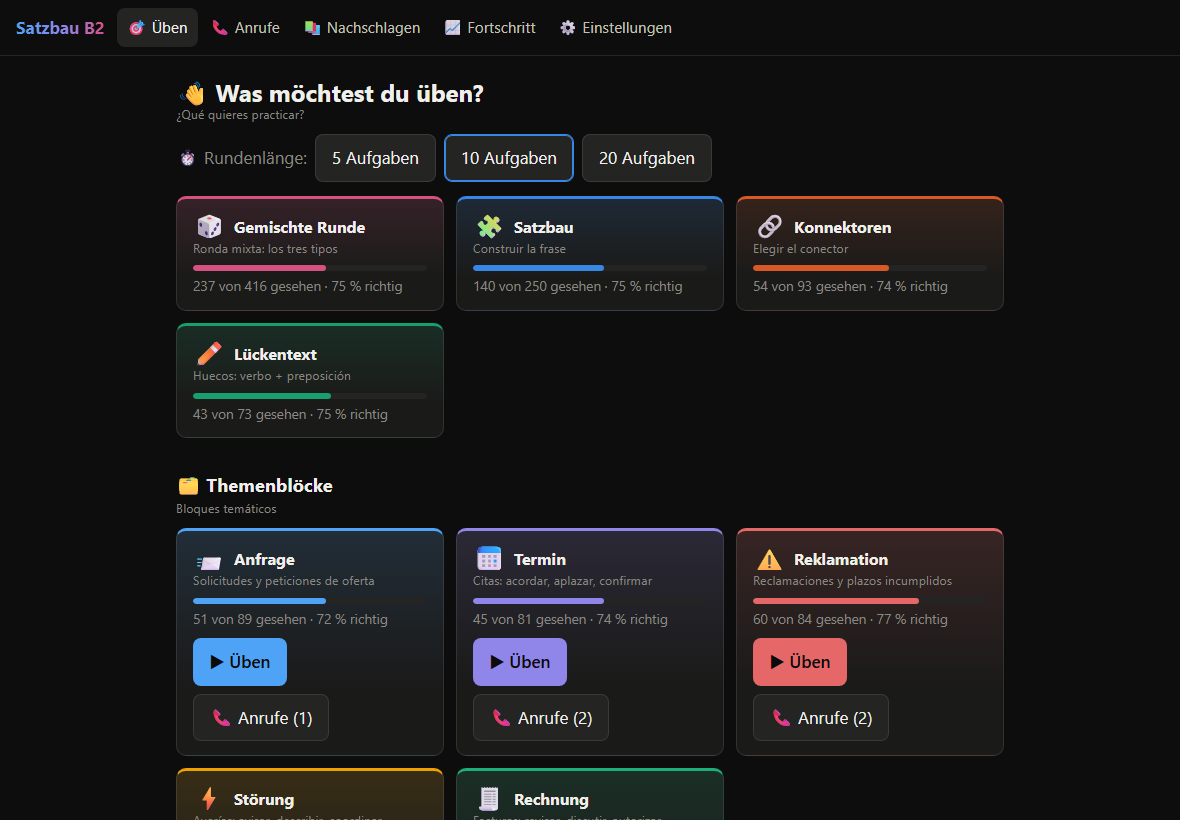 Satzbau B2 Üben Anrufe Nachschlagen Fortschritt Einstellungen
Was möchtest du üben?
¿Qué quieres practicar?
Rundenlänge: 5 Aufgaben 10 Aufgaben 20 Aufgaben
Gemischte Runde
Ronda mixta: los tres tipos
237 von 416 gesehen · 75 % richtig
Satzbau
Construir la frase
140 von 250 gesehen · 75 % richtig
Konnektoren
Elegir el conector
54 von 93 gesehen · 74 % richtig
Lückentext
Huecos: verbo + preposición
43 von 73 gesehen · 75 % richtig
Themenblöcke
Bloques temáticos
Anfrage
Solicitudes y peticiones de oferta
51 von 89 gesehen · 72 % richtig
Üben
Anrufe (1)
Termin
Citas: acordar, aplazar, confirmar
45 von 81 gesehen · 74 % richtig
Üben
Anrufe (2)
Reklamation
Reclamaciones y plazos incumplidos
60 von 84 gesehen · 77 % richtig
Üben
Anrufe (2)
Störung
Rechnung